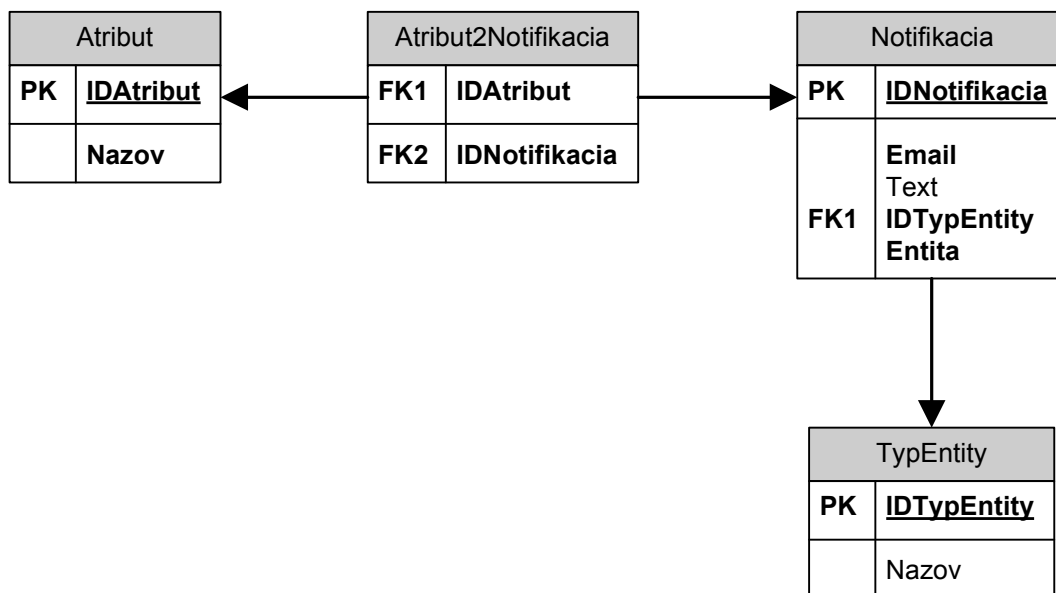 Atribut
PK IDAtribut
Nazov
Atribut2Notifikacia
FK1 IDAtribut
FK2 IDNotifikacia
Notifikacia
PK IDNotifikacia
Email
Text
FK1 IDTypEntity
Entita
TypEntity
PK IDTypEntity
Nazov